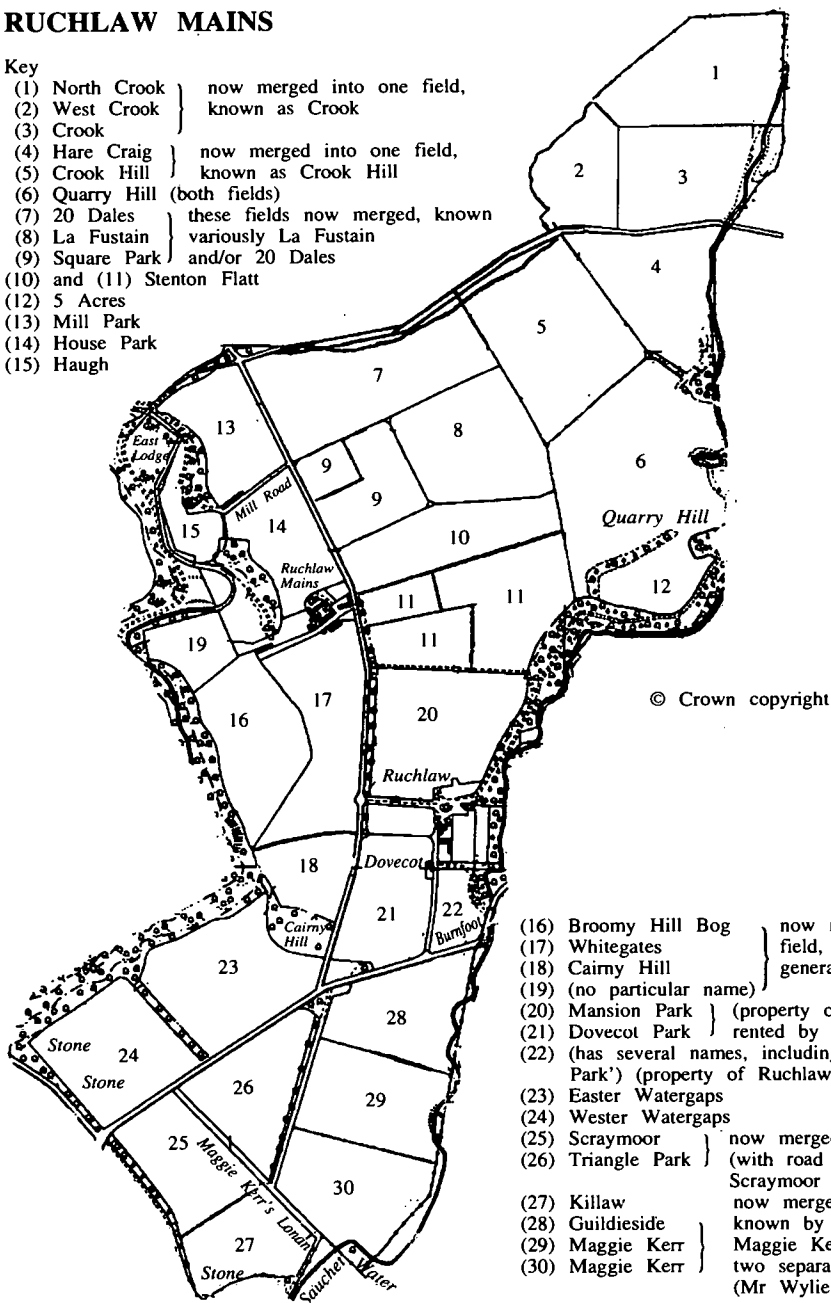 RUCHLAW MAINS
Key
(1) North Crook } now merged into one field,
(2) West Crook } known as Crook
(3) Crook
(4) Hare Craig } now merged into one field,
(5) Crook Hill } known as Crook Hill
(6) Quarry Hill (both fields)
(7) 20 Dales } these fields now merged, known
(8) La Fustain } variously La Fustain
(9) Square Park } and/or 20 Dales
(10) and (11) Stenton Flatt
(12) 5 Acres
(13) Mill Park
(14) House Park
(15) Haugh
1
2
3
4
5
7
13
8
6
East
Lodge
9
9
Mill Road
15
14
Quarry Hill
10
Ruchlaw
Mains
12
11
11
11
19
© Crown copyright
16
17
20
Ruchlaw
18
Dovecot
21
22
Burnfoot
Cairny
Hill
23
28
Stone
24
Stone
26
29
25
Maggie Kerr's Lonan
30
27
Stone
Sauchet Water
(16) Broomy Hill Bog
(17) Whitegates } field,
(18) Cairny Hill
(19) (no particular name)
(20) Mansion Park } (property
(21) Dovecot Park } rented by
(22) (has several names,
Park') (property of Ruchlaw
(23) Easter Watergaps
(24) Wester Watergaps
(25) Scraymoor } now merged
(26) Triangle Park } (with road
Scraymoor
(27) Killaw now merge
(28) Guildieside } known by
(29) Maggie Kerr } Maggie
(30) Maggie Kerr } two
(Mr Wylie